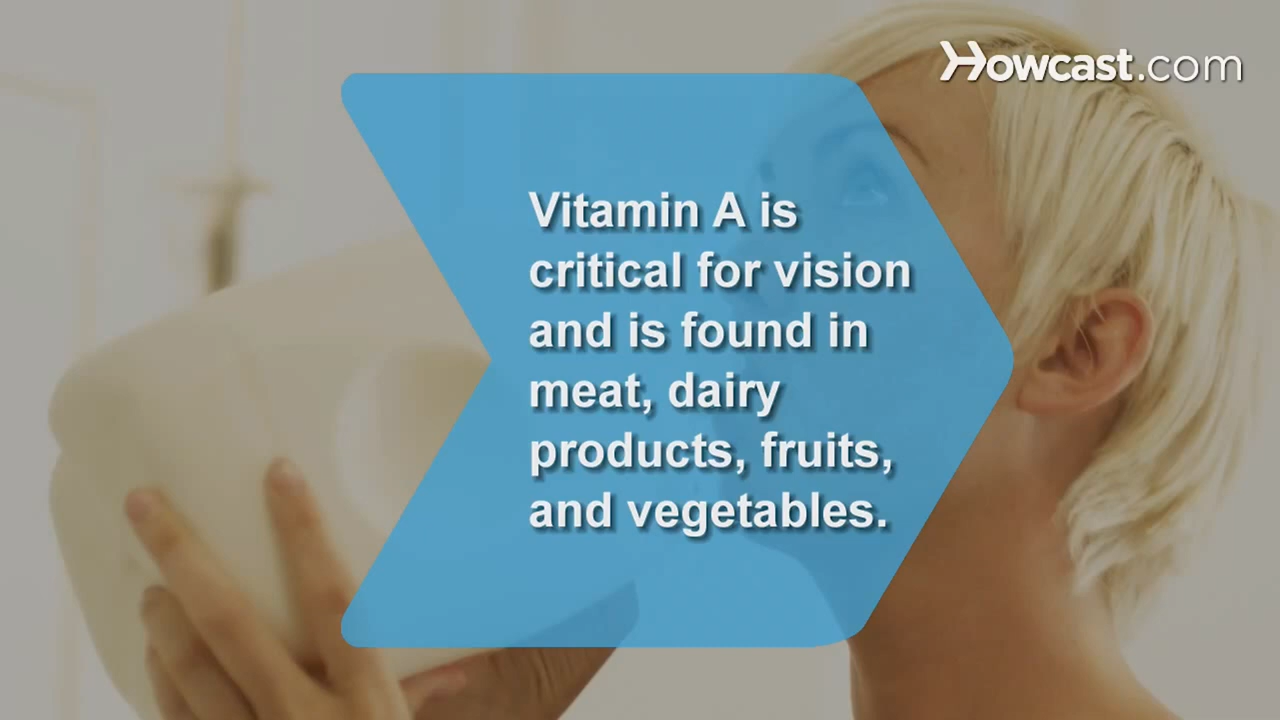 Howcast.com
Vitamin A is
critical for vision
and is found in
meat, dairy
products, fruits,
and vegetables.